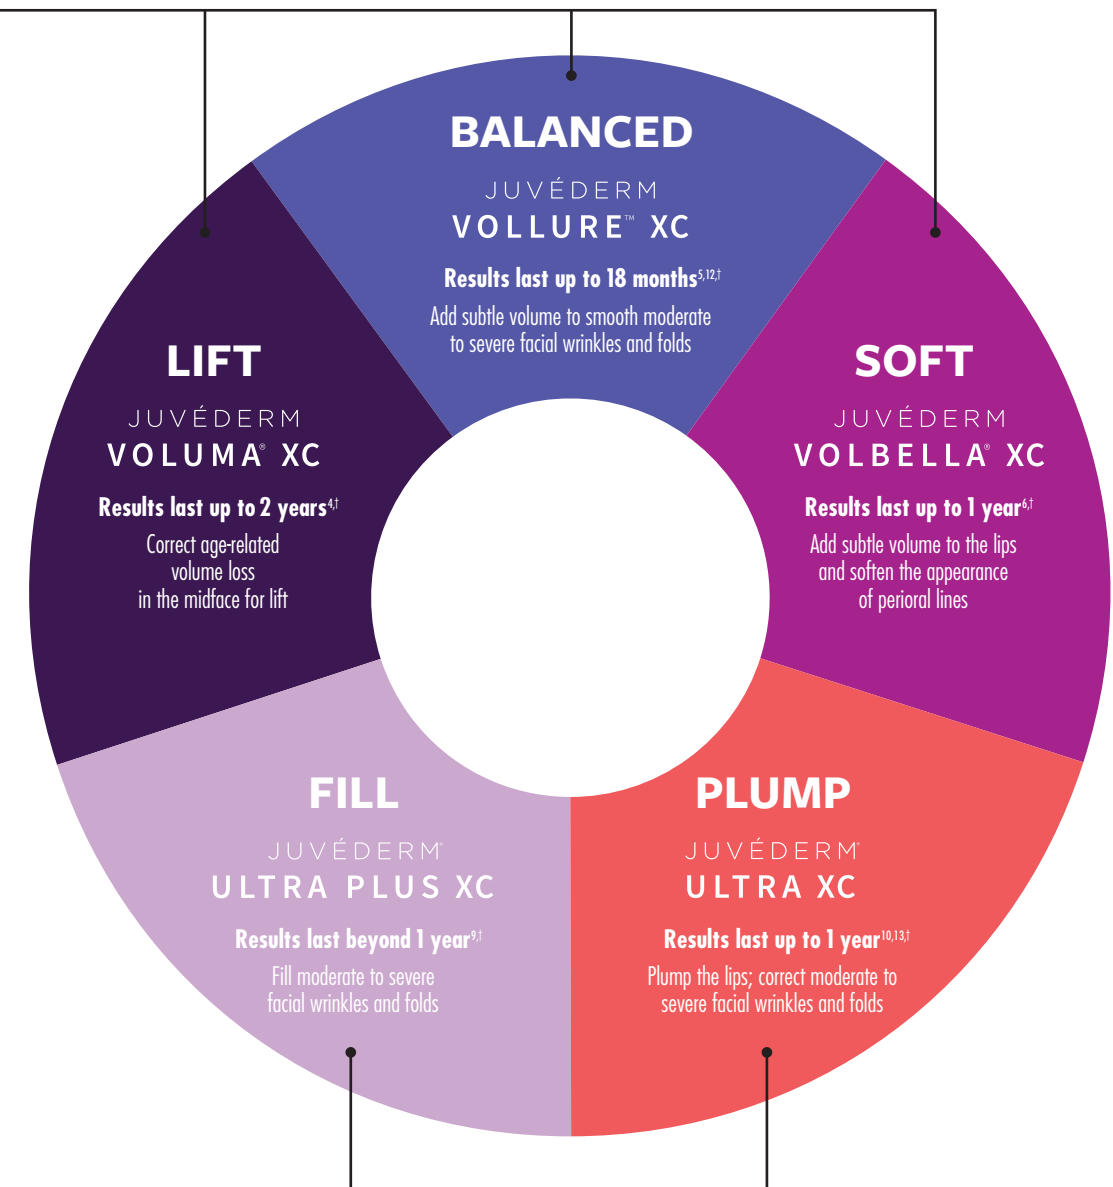 BALANCED
JUVÉDERM
VOLLURE™ XC
Results last up to 18 months5,12,†
Add subtle volume to smooth moderate
to severe facial wrinkles and folds
LIFT
JUVÉDERM
VOLUMA® XC
Results last up to 2 years4,†
Correct age-related
volume loss
in the midface for lift
SOFT
JUVÉDERM
VOLBELLA® XC
Results last up to 1 year6,†
Add subtle volume to the lips
and soften the appearance
of perioral lines
FILL
JUVÉDERM®
ULTRA PLUS XC
Results last beyond 1 year9,†
Fill moderate to severe
facial wrinkles and folds
PLUMP
JUVÉDERM®
ULTRA XC
Results last up to 1 year10,13,†
Plump the lips; correct moderate to
severe facial wrinkles and folds